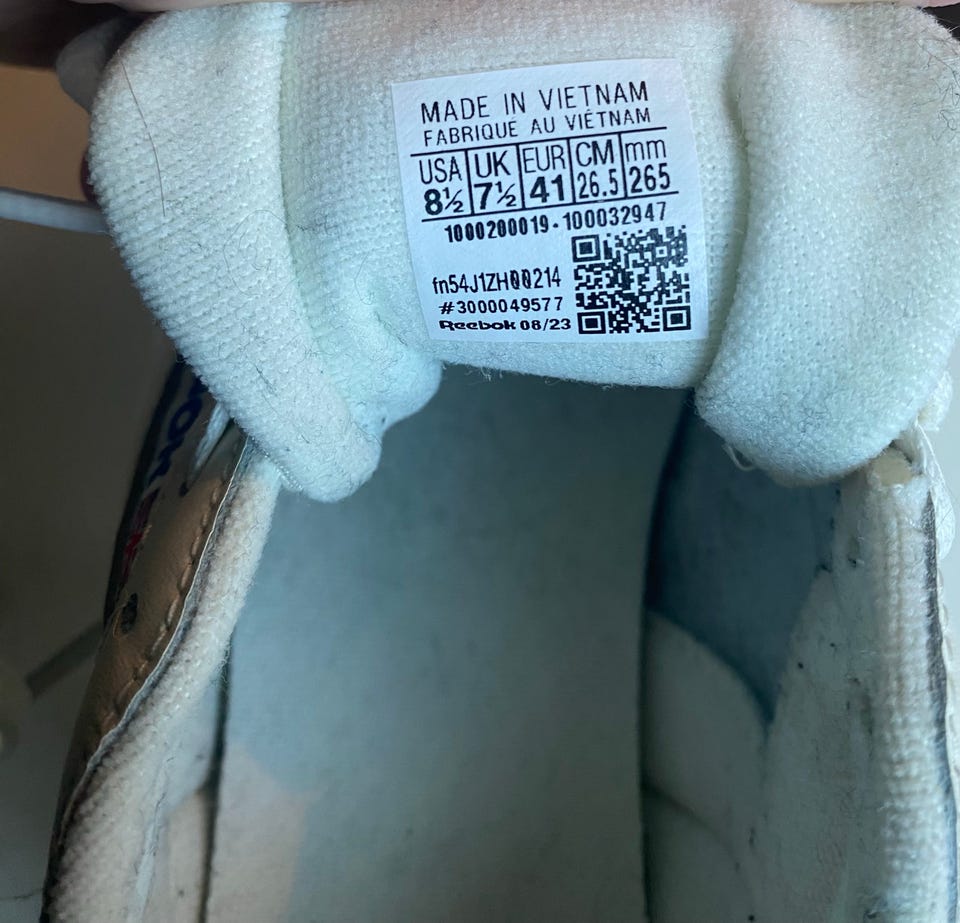 MADE IN VIETNAM
FABRIQUE AU VIÉTNAM
USA UK EUR CM mm
8½ 7½ 41 26.5 265
1000200019-100032947
fn54J1ZH00214
#3000049577
Reebok 08/23